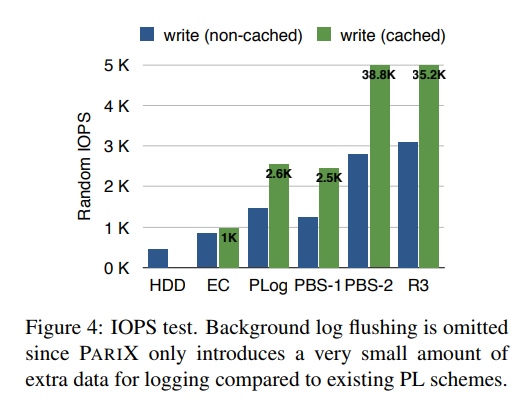 write (non-cached) write (cached)
5 K
38.8K 35.2K
4 K
3 K
2.6K 2.5K
2 K
1 K
1K
0 K
Random IOPS
HDD EC PLog PBS-1 PBS-2 R3
Figure 4: IOPS test. Background log flushing is omitted
since PARIX only introduces a very small amount of
extra data for logging compared to existing PL schemes.